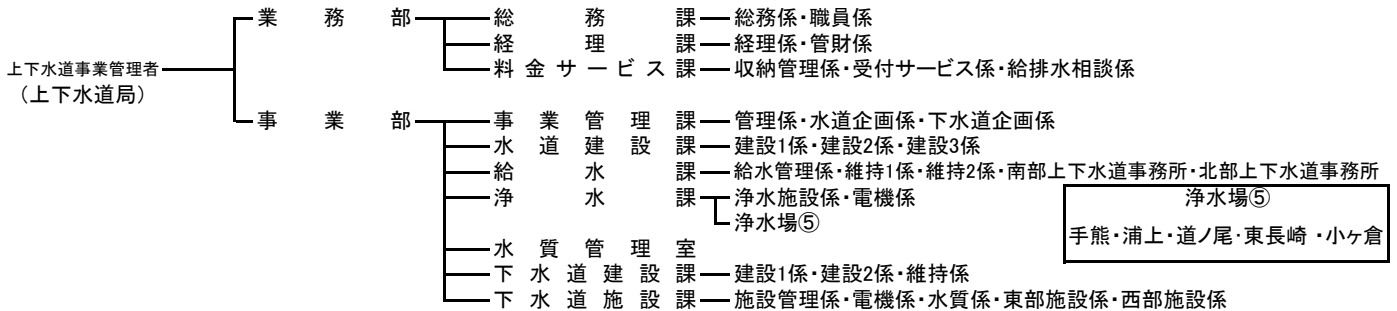 業務部 総務課 総務係・職員係
経理課 経理係・管財係
上下水道事業管理者 料金サービス課 収納管理係・受付サービス係・給排水相談係
（上下水道局）
事業部 事業管理課 管理係・水道企画係・下水道企画係
水道建設課 建設1係・建設2係・建設3係
給水課 給水管理係・維持1係・維持2係・南部上下水道事務所・北部上下水道事務所
浄水課 浄水施設係・電機係
浄水場⑤
浄水場⑤
手熊・浦上・道ノ尾・東長崎・小ヶ倉
水質管理室
下水道建設課 建設1係・建設2係・維持係
下水道施設課 施設管理係・電機係・水質係・東部施設係・西部施設係